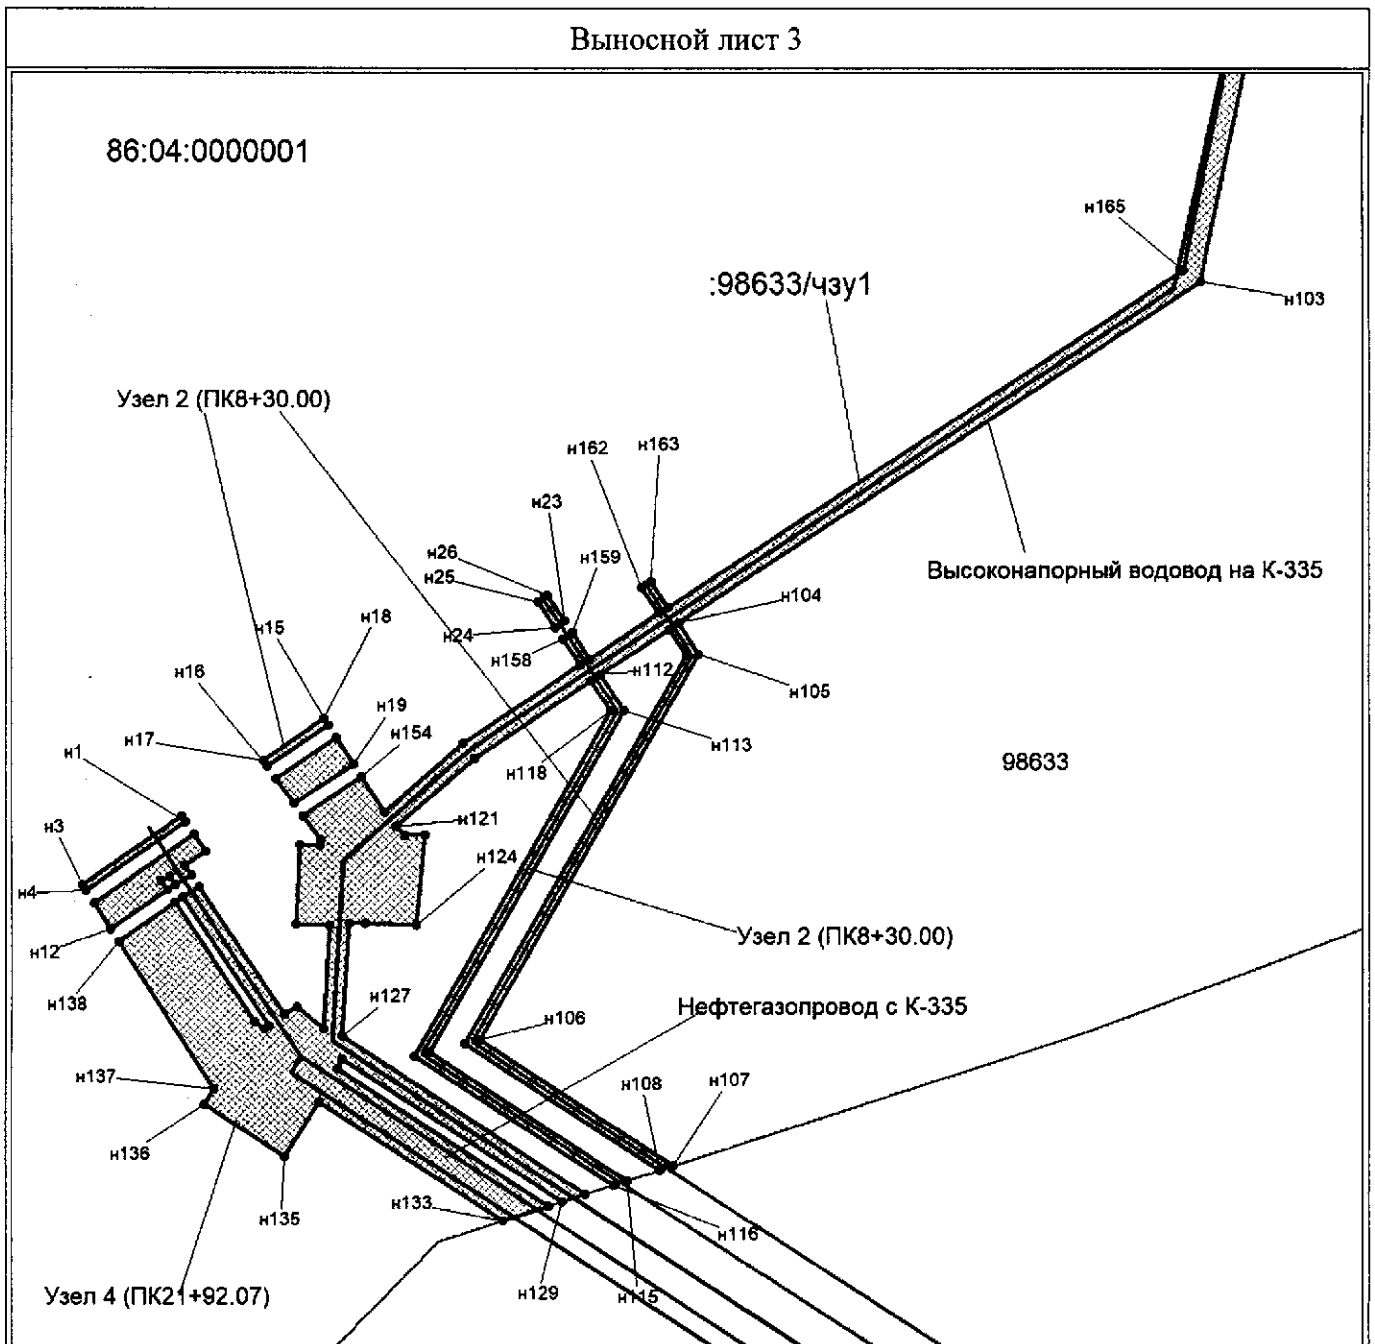 Выносной лист 3
86:04:0000001
н165
:98633/чзу1
н103
Узел 2 (ПК8+30.00)
н162
н163
н23
н159
н26
н25
Высоконапорный водовод на К-335
н104
н24
н15
н18
н158
н112
н16
н105
н19
н154
н17
н1
н113
98633
н118
н3
н121
н124
н4
н12
Узел 2 (ПК8+30.00)
н138
Нефтегазопровод с К-335
н127
н106
н137
н108
н107
н136
н133
н135
н116
н129
н115
Узел 4 (ПК21+92.07)